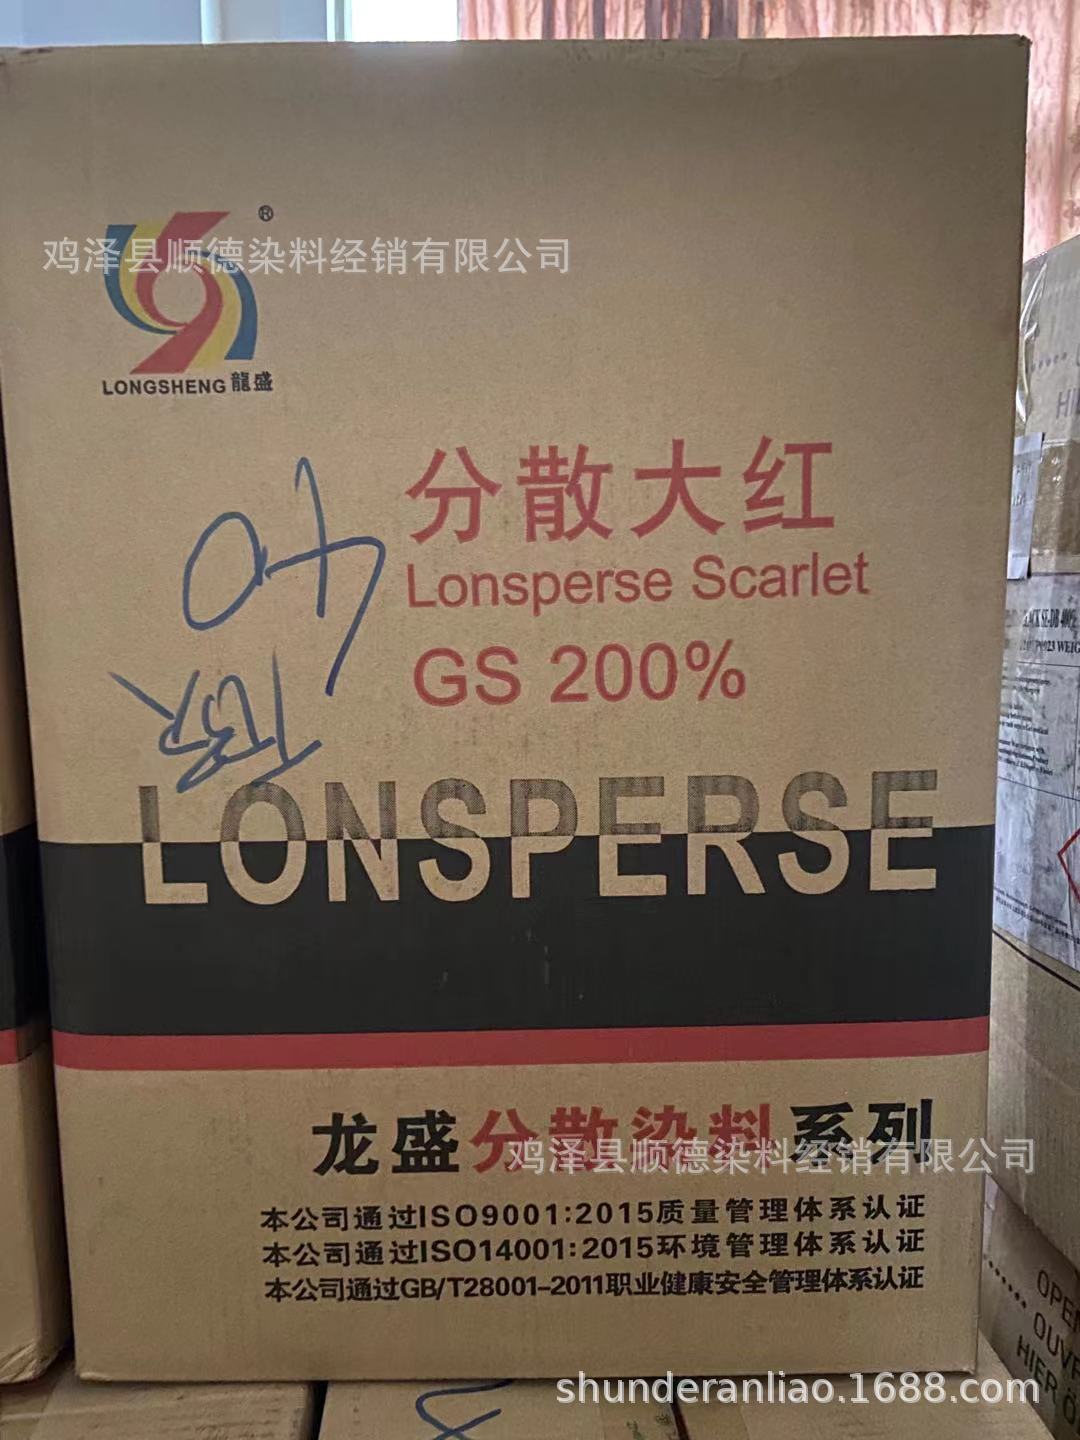 ®
鸡泽县顺德染料经销有限公司
LONGSHENG 龍盛
分散大红
Lonsperse Scarlet
GS 200%
TBR
LONSPERSE
龙盛分散染料系列
鸡泽县顺德染料经销有限公司
本公司通过ISO9001:2015质量管理体系认证
本公司通过ISO14001:2015环境管理体系认证
本公司通过GB/T28001-2011职业健康安全管理体系认证
shunderanliao.1688.com